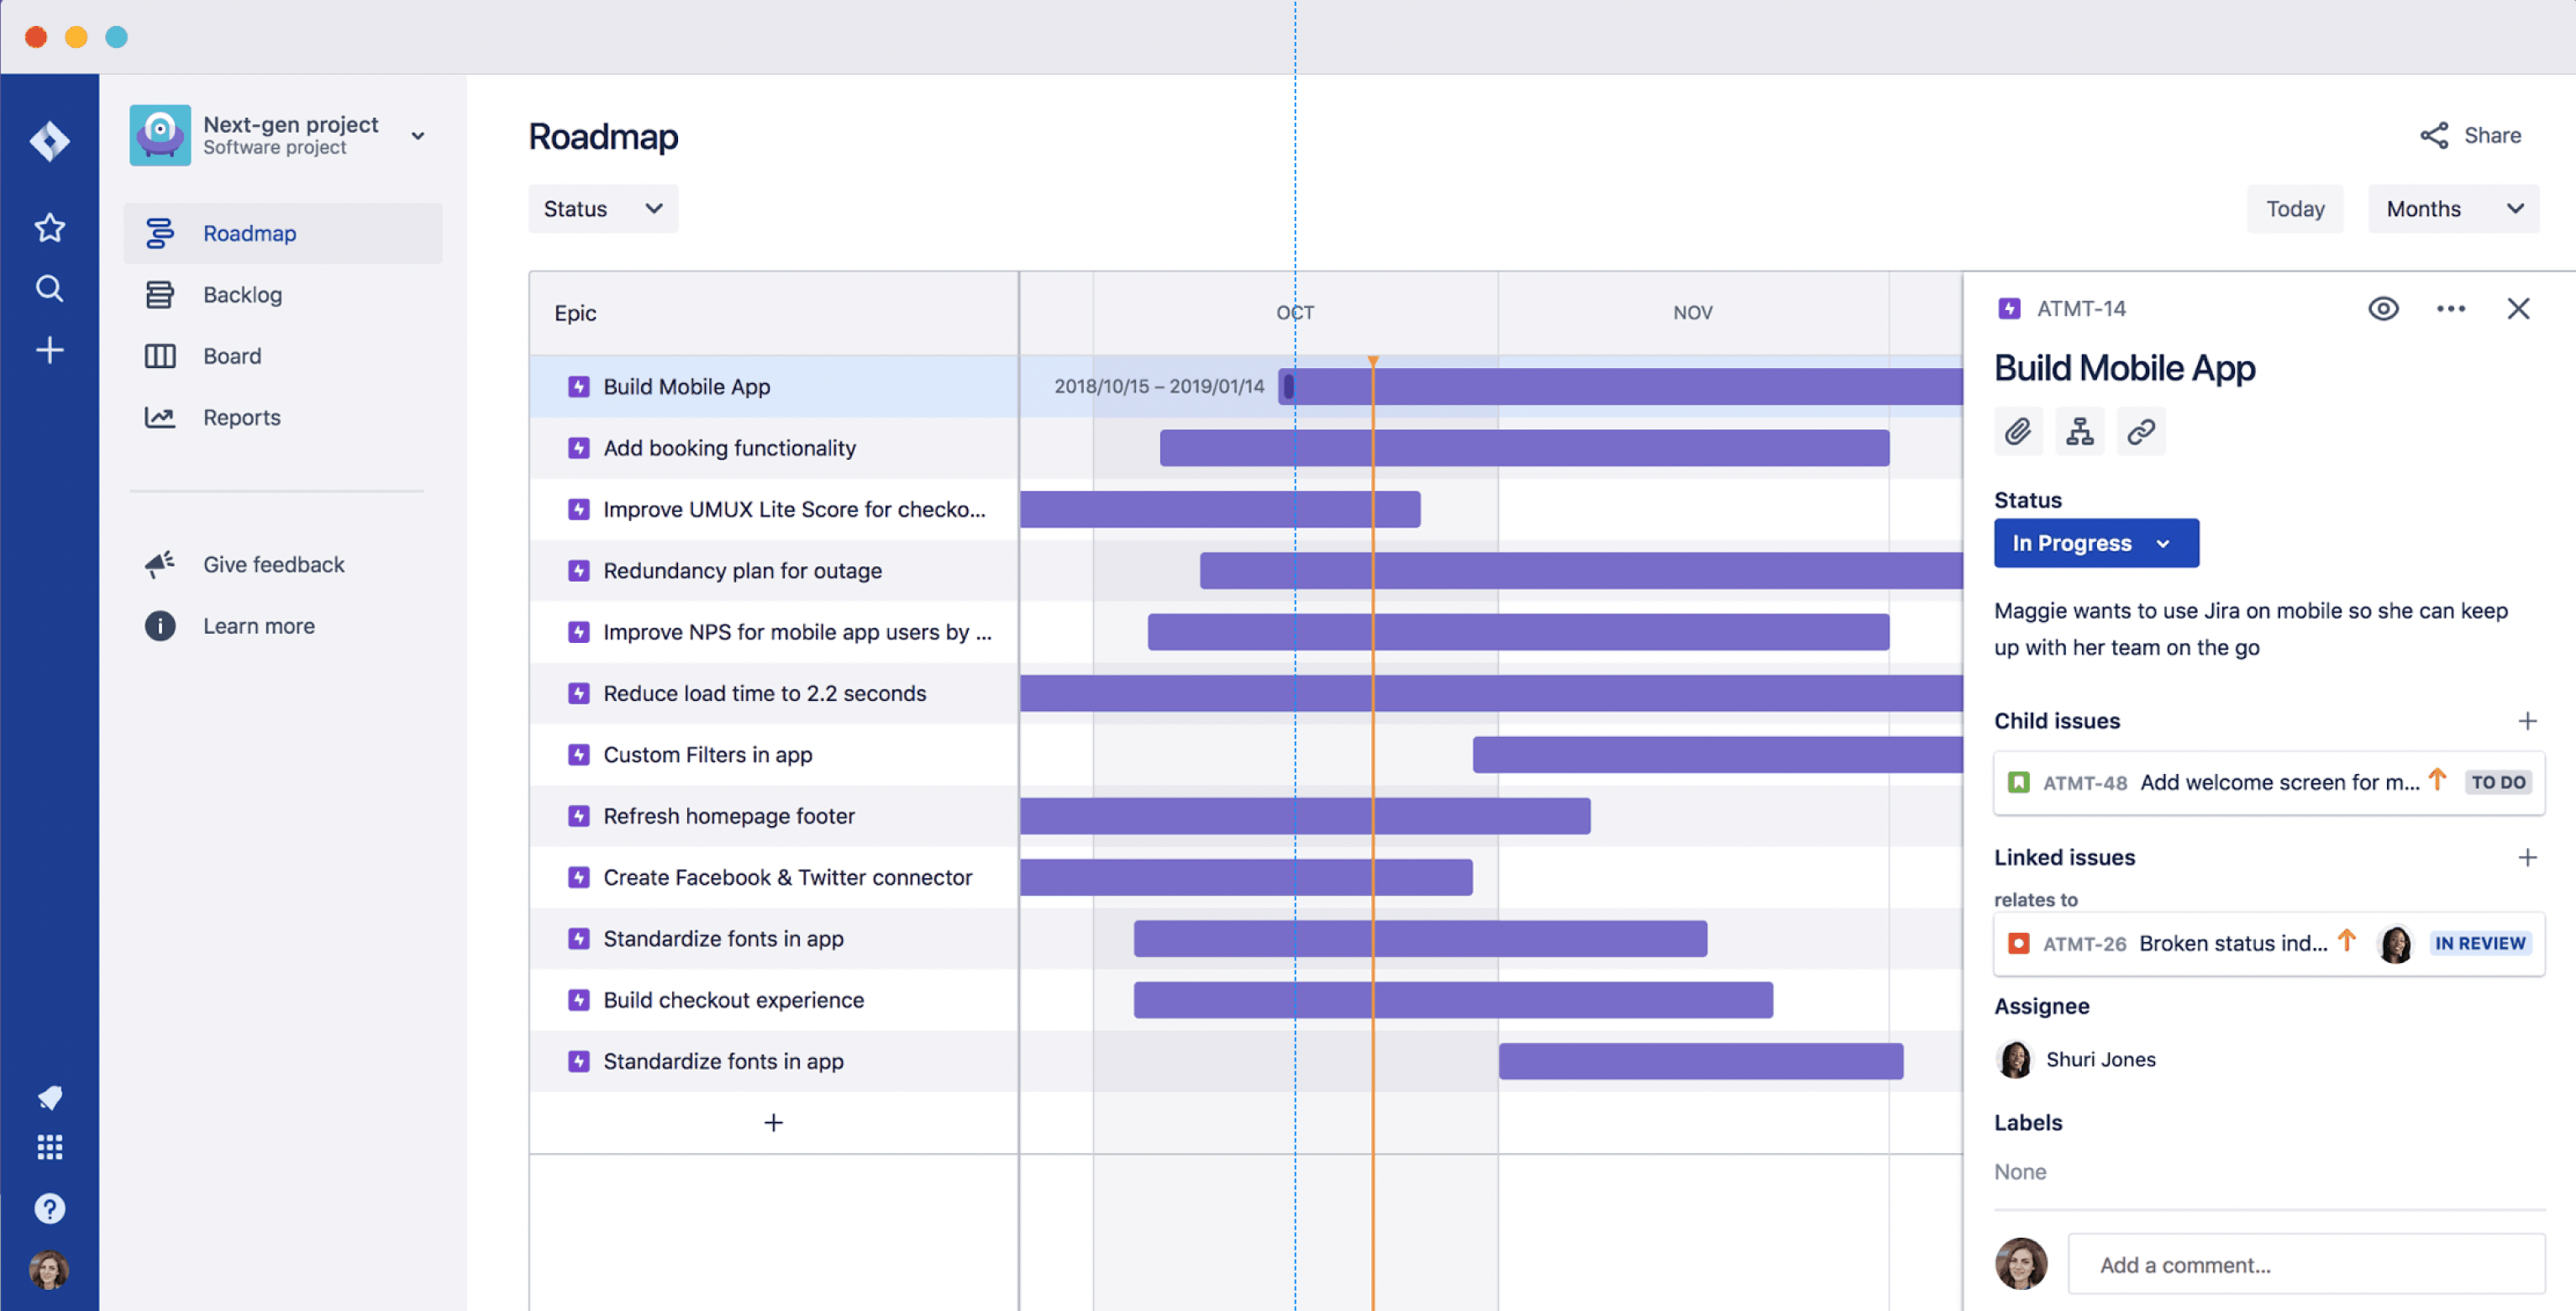 Next-gen project
Software project
Roadmap
Backlog
Board
Reports
Give feedback
Learn more
Roadmap
Share
Status
Today
Months
Epic
OCT
NOV
Build Mobile App
2018/10/15 – 2019/01/14
Add booking functionality
Improve UMUX Lite Score for checko...
Redundancy plan for outage
Improve NPS for mobile app users by ...
Reduce load time to 2.2 seconds
Custom Filters in app
Refresh homepage footer
Create Facebook & Twitter connector
Standardize fonts in app
Build checkout experience
Standardize fonts in app
ATMT-14
Build Mobile App
Status
In Progress
Maggie wants to use Jira on mobile so she can keep
up with her team on the go
Child issues
ATMT-48 Add welcome screen for m... TO DO
Linked issues
relates to
ATMT-26 Broken status ind... IN REVIEW
Assignee
Shuri Jones
Labels
None
Add a comment...